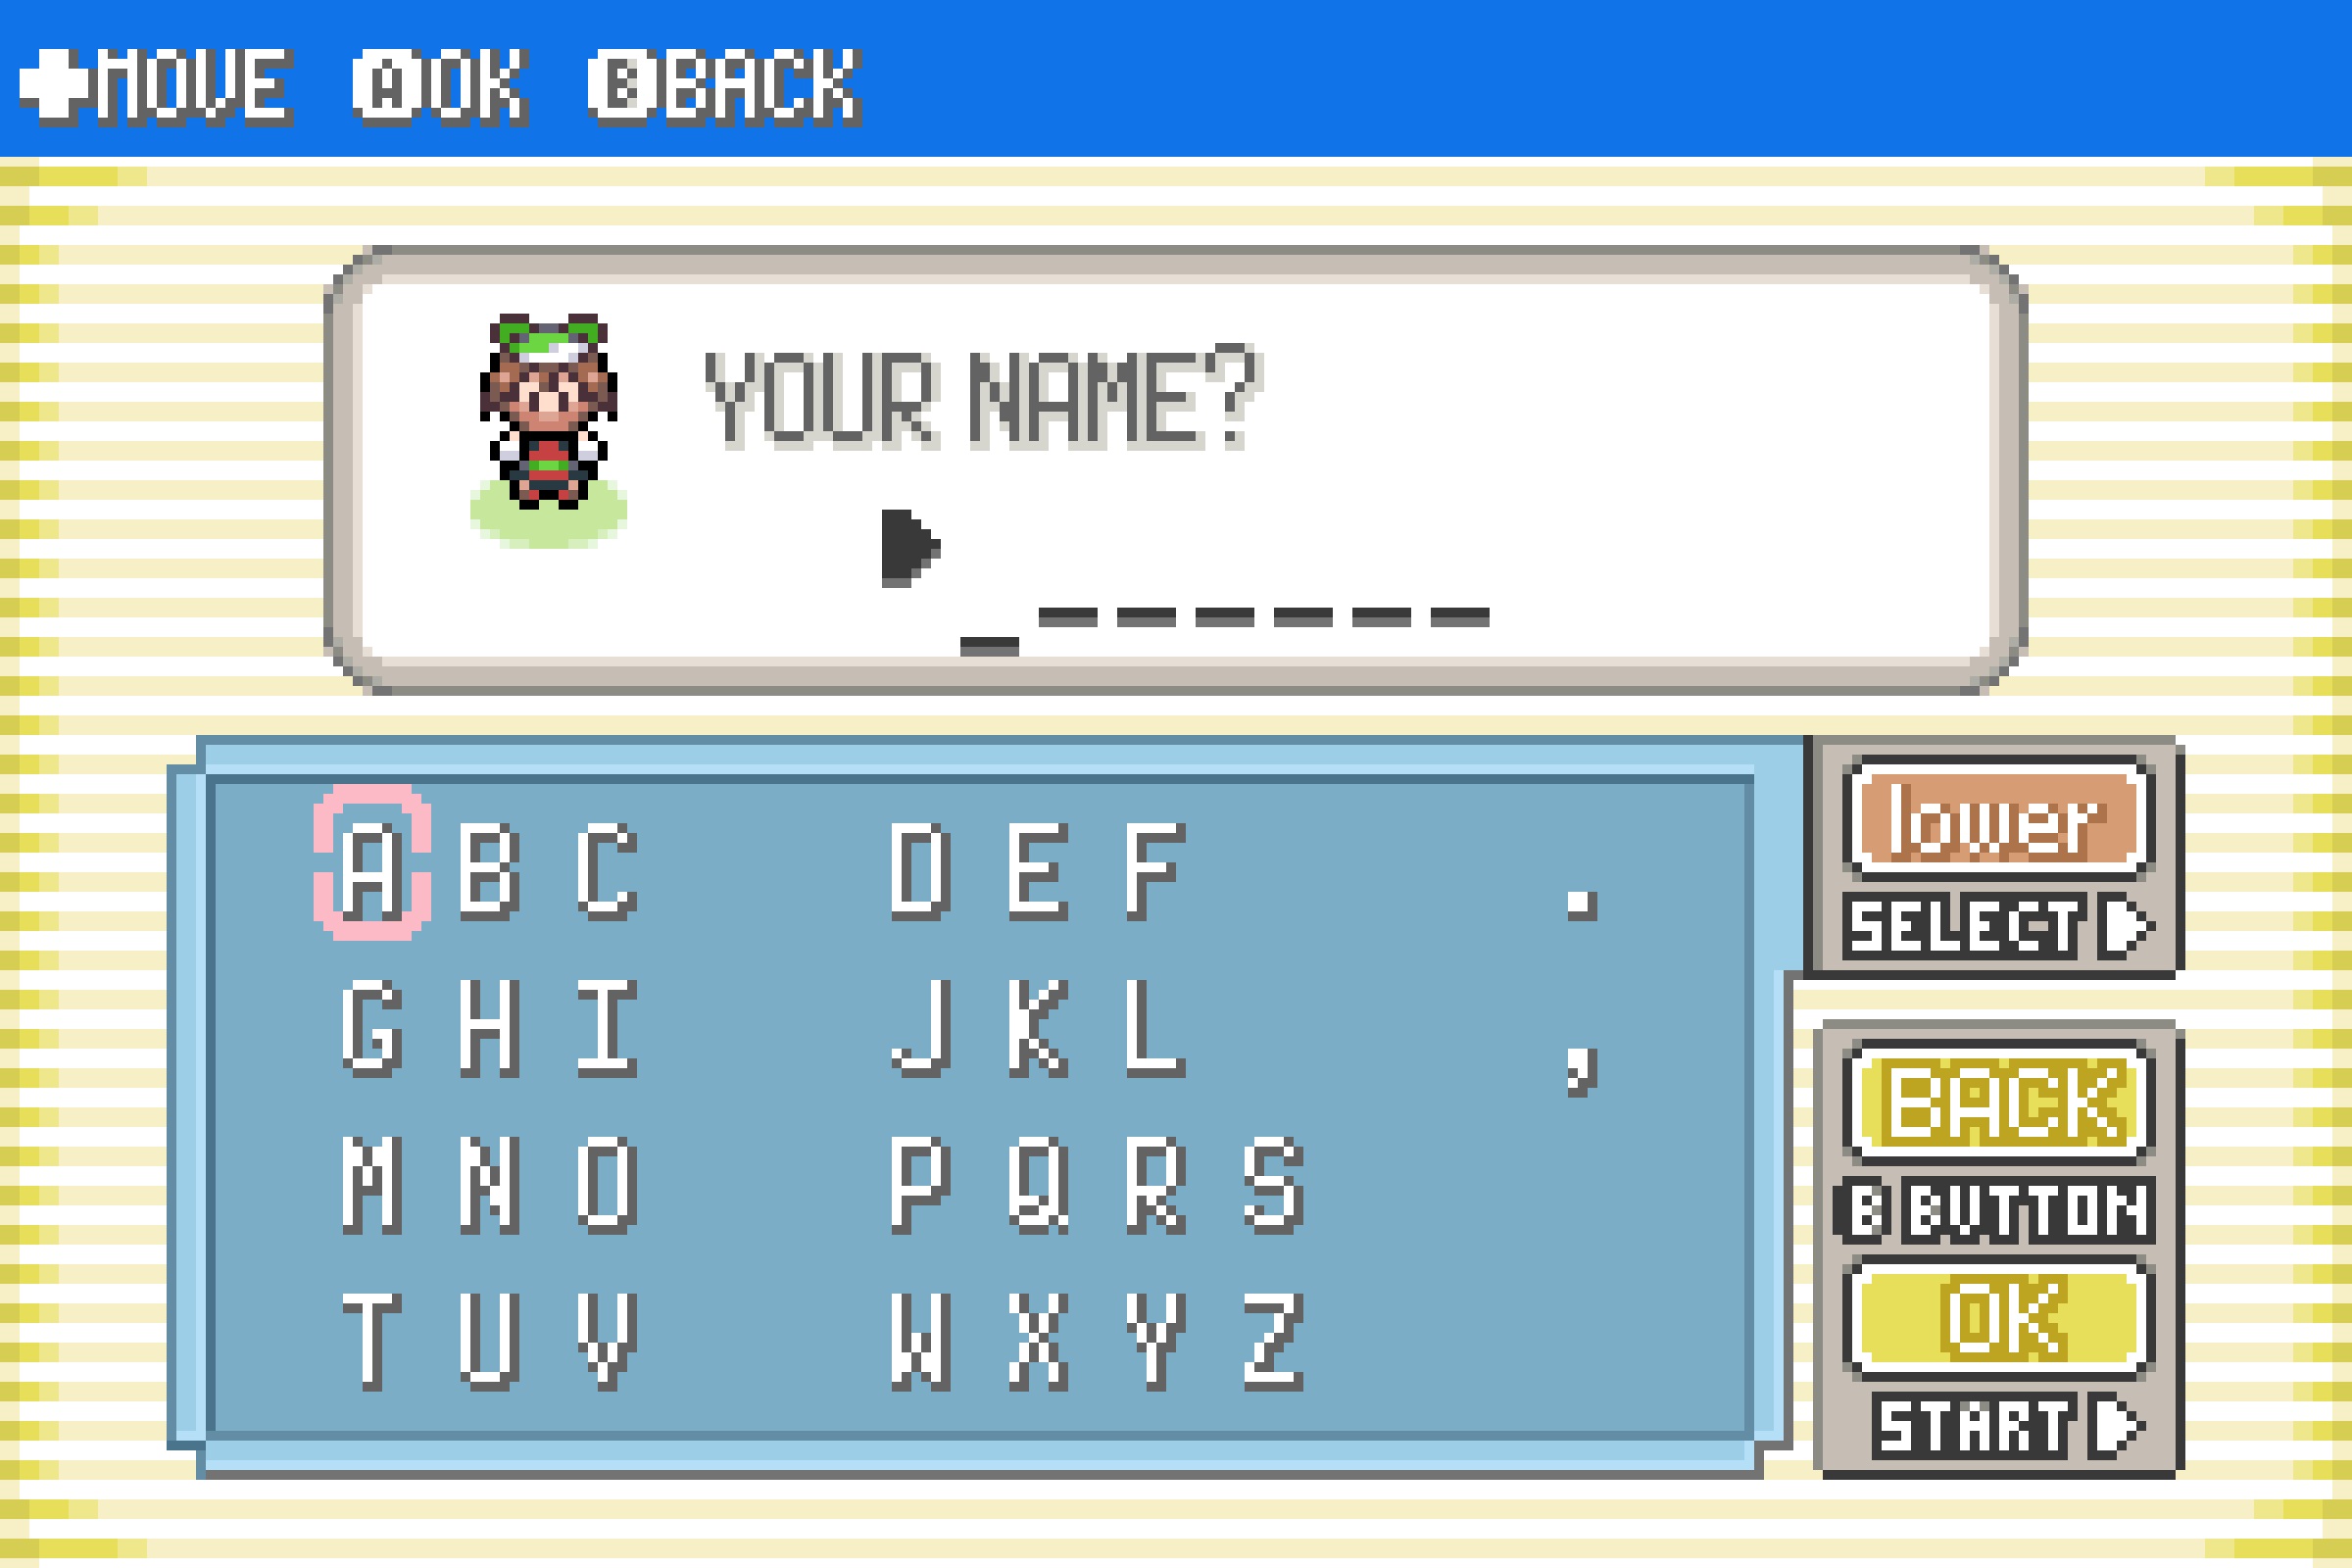 MOVE A OK B BACK
YOUR NAME?
A B C D E F .
G H I J K L ,
M N O P Q R S
T U V W X Y Z
lower
SELECT
BACK
B BUTTON
OK
START